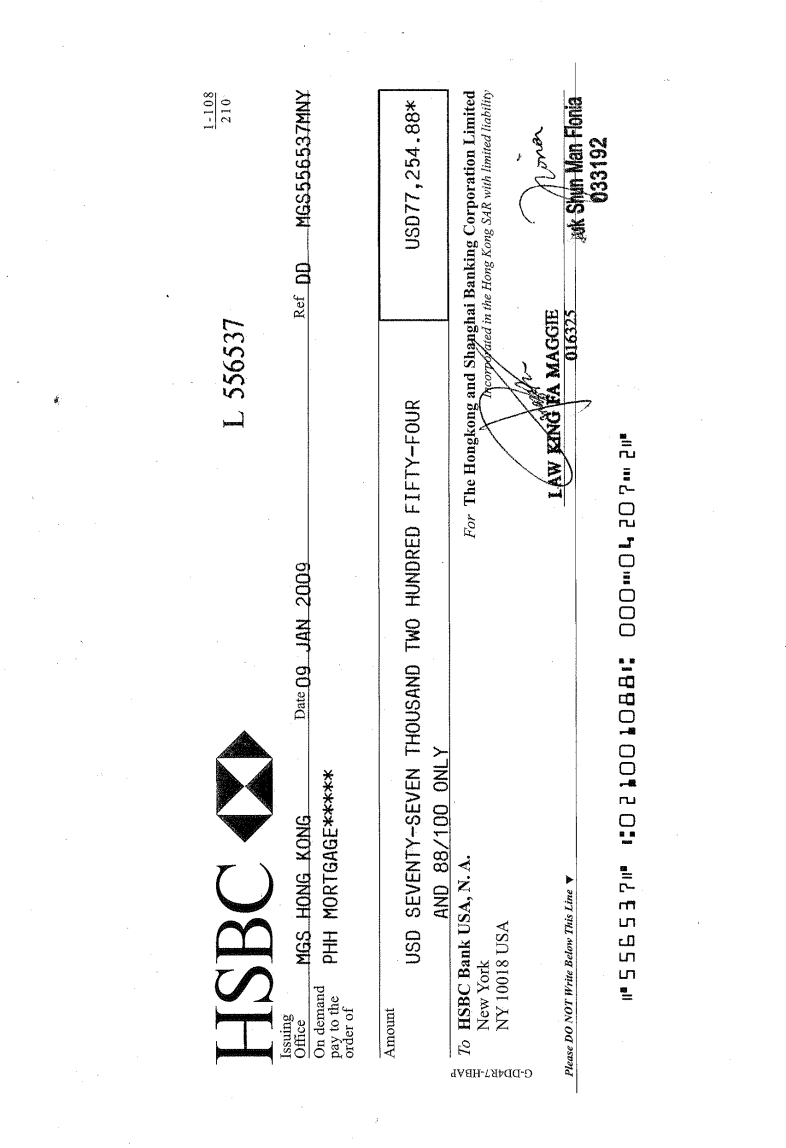 1-108
210
HSBC
L 556537
Issuing
Office MGS HONG KONG Date 09 JAN 2009 Ref DD MGS556537MNY
On demand
pay to the
order of PHH MORTGAGE*****
Amount
USD SEVENTY-SEVEN THOUSAND TWO HUNDRED FIFTY-FOUR
AND 88/100 ONLY
USD77,254.88*
To HSBC Bank USA, N.A.
New York
NY 10018 USA
For The Hongkong and Shanghai Banking Corporation Limited
Incorporated in the Hong Kong SAR with limited liability
LAW KING FA MAGGIE
016325
Shun Man Flonia
033192
G-DD4R7-HBAP
Please DO NOT Write Below This Line ▼
⑈556537⑈ ⑆021001088⑆ 000⑉04207⑉2⑈